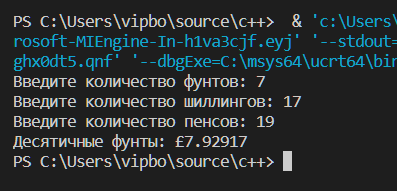 PS C:\Users\vipbo\source\c++>  & 'c:\Users\
rosoft-MIEngine-In-h1va3cjf.eyj' '--stdout=
ghx0dt5.qnf' '--dbgExe=C:\msys64\ucrt64\bin
Введите количество фунтов: 7
Введите количество шиллингов: 17
Введите количество пенсов: 19
Десятичные фунты: £7.92917
PS C:\Users\vipbo\source\c++>